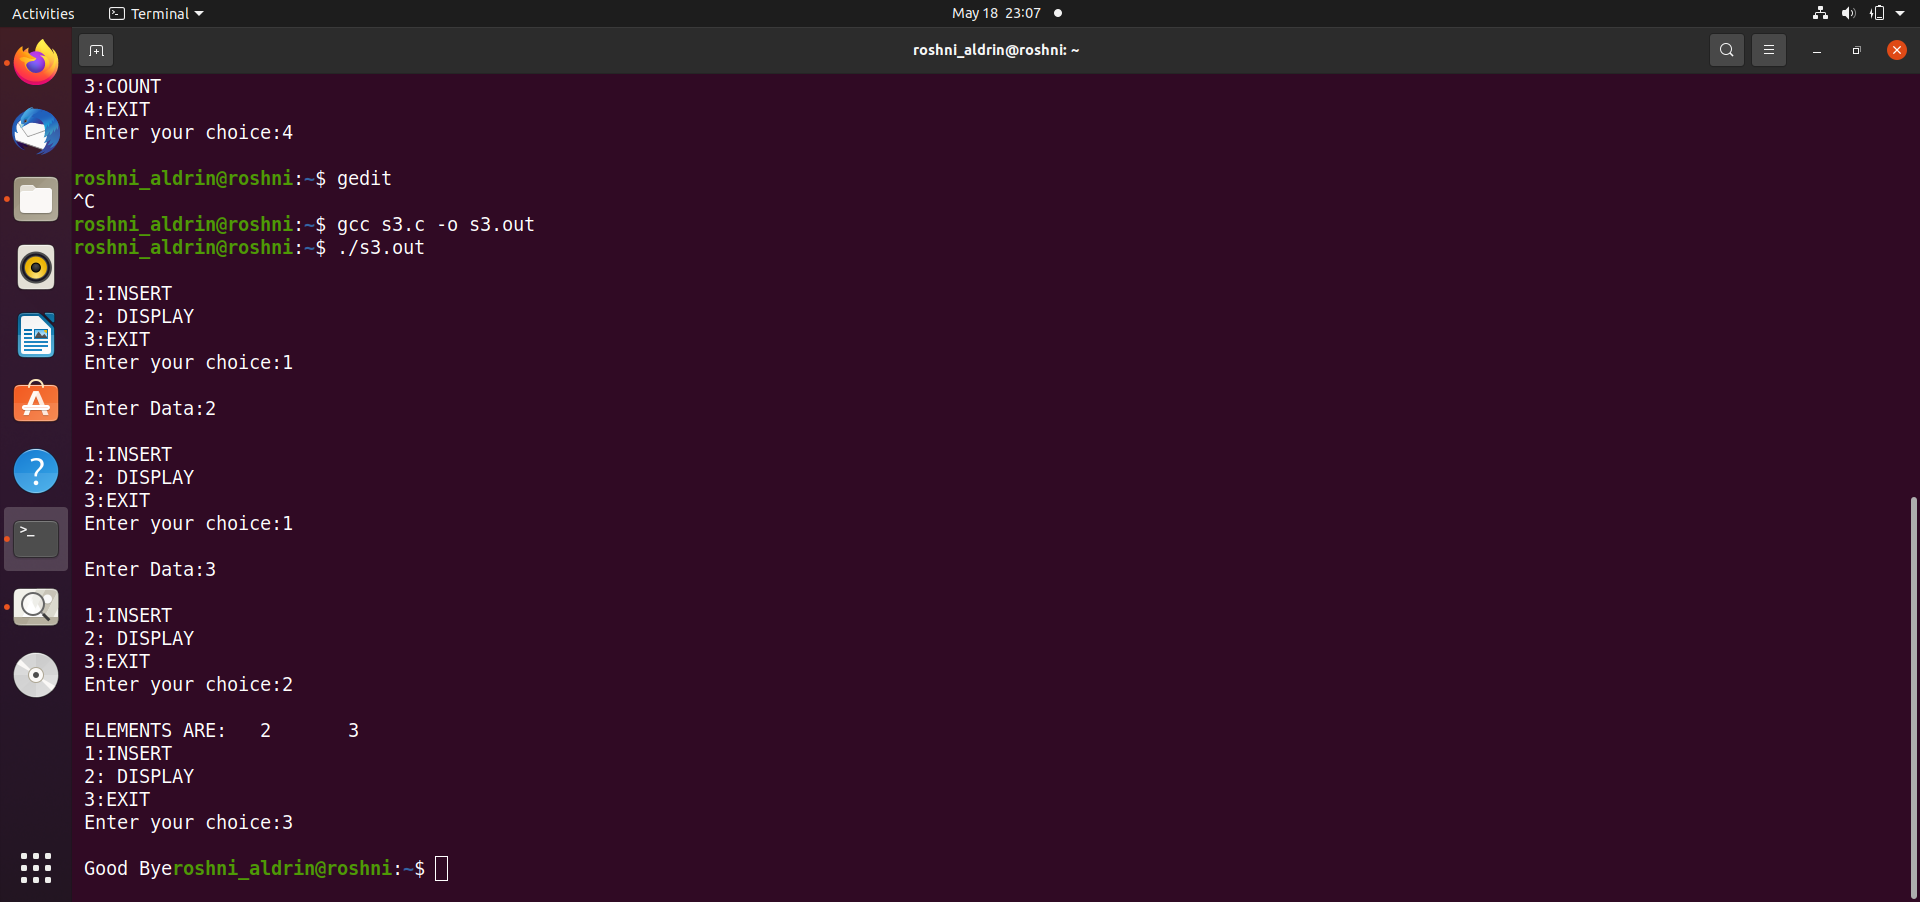 Activities Terminal May 18 23:07
roshni_aldrin@roshni: ~
3:COUNT
4:EXIT
Enter your choice:4
roshni_aldrin@roshni:~$ gedit
^C
roshni_aldrin@roshni:~$ gcc s3.c -o s3.out
roshni_aldrin@roshni:~$ ./s3.out
1:INSERT
2: DISPLAY
3:EXIT
Enter your choice:1
Enter Data:2
1:INSERT
2: DISPLAY
3:EXIT
Enter your choice:1
Enter Data:3
1:INSERT
2: DISPLAY
3:EXIT
Enter your choice:2
ELEMENTS ARE:   2       3
1:INSERT
2: DISPLAY
3:EXIT
Enter your choice:3
Good Byeroshni_aldrin@roshni:~$